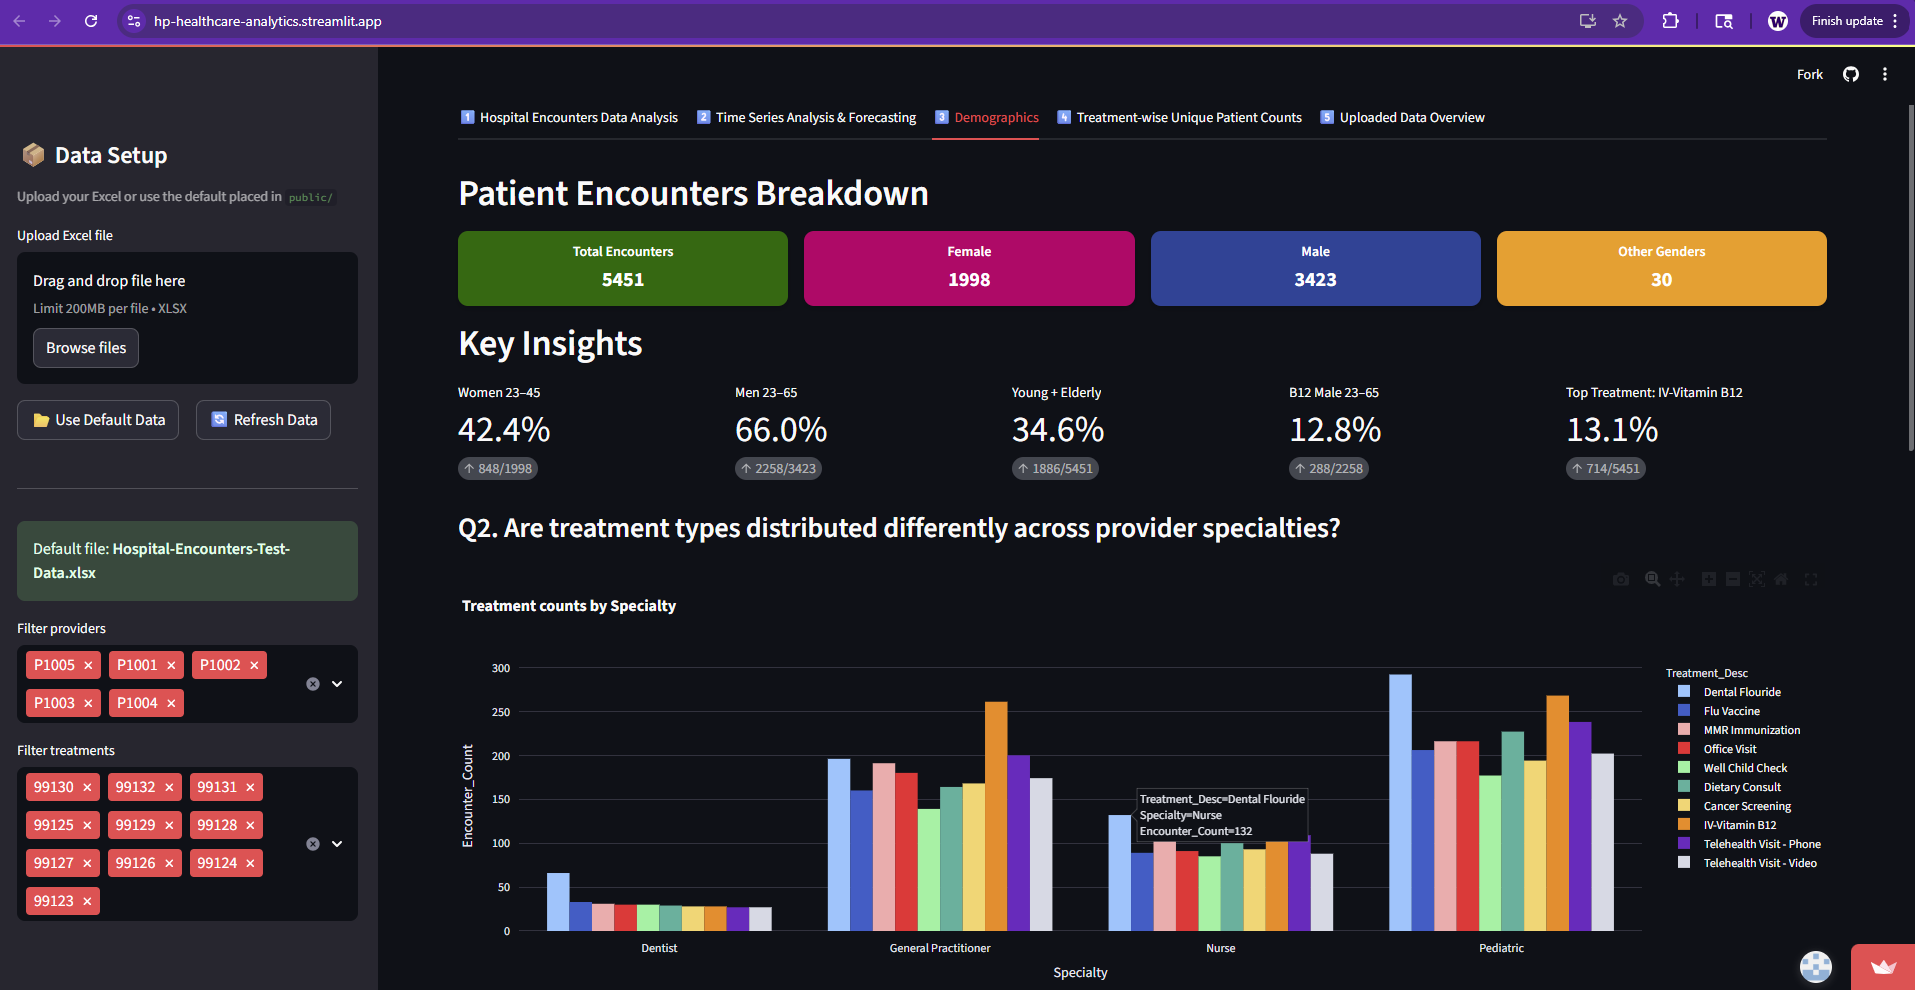 hp-healthcare-analytics.streamlit.app
W
Finish update
Fork
1 Hospital Encounters Data Analysis
2 Time Series Analysis & Forecasting
3 Demographics
4 Treatment-wise Unique Patient Counts
5 Uploaded Data Overview
Data Setup
Upload your Excel or use the default placed in public/
Upload Excel file
Drag and drop file here
Limit 200MB per file • XLSX
Browse files
Use Default Data
Refresh Data
Default file: Hospital-Encounters-Test-
Data.xlsx
Filter providers
P1005 × P1001 × P1002 ×
P1003 × P1004 ×
Filter treatments
99130 × 99132 × 99131 ×
99125 × 99129 × 99128 ×
99127 × 99126 × 99124 ×
99123 ×
Patient Encounters Breakdown
Total Encounters
5451
Female
1998
Male
3423
Other Genders
30
Key Insights
Women 23–45
42.4%
↑ 848/1998
Men 23–65
66.0%
↑ 2258/3423
Young + Elderly
34.6%
↑ 1886/5451
B12 Male 23–65
12.8%
↑ 288/2258
Top Treatment: IV-Vitamin B12
13.1%
↑ 714/5451
Q2. Are treatment types distributed differently across provider specialties?
Treatment counts by Specialty
Encounter_Count
300
250
200
150
100
50
0
Treatment_Desc=Dental Flouride
Specialty=Nurse
Encounter_Count=132
Dentist
General Practitioner
Nurse
Pediatric
Specialty
Treatment_Desc
Dental Flouride
Flu Vaccine
MMR Immunization
Office Visit
Well Child Check
Dietary Consult
Cancer Screening
IV-Vitamin B12
Telehealth Visit - Phone
Telehealth Visit - Video